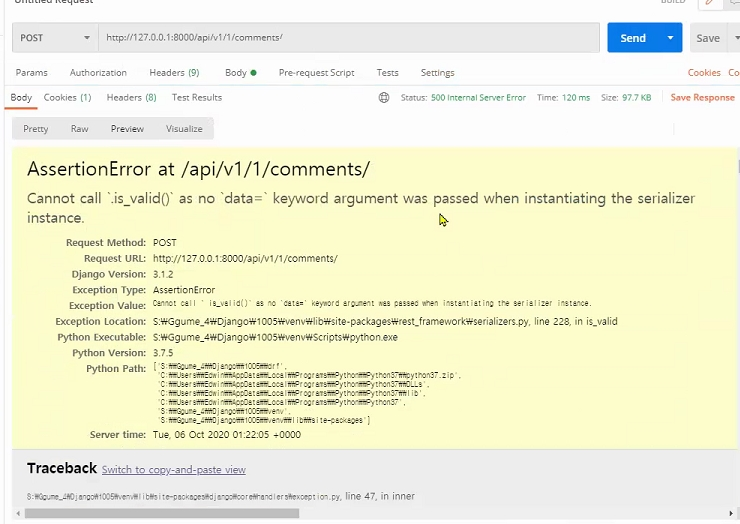 Untitled Request
BUILD
POST http://127.0.0.1:8000/api/v1/1/comments/ Send Save
Params Authorization Headers (9) Body Pre-request Script Tests Settings Cookies Co
Body Cookies (1) Headers (8) Test Results Status: 500 Internal Server Error Time: 120 ms Size: 97.7 KB Save Response
Pretty Raw Preview Visualize
AssertionError at /api/v1/1/comments/
Cannot call `.is_valid()` as no `data=` keyword argument was passed when instantiating the serializer
instance.
Request Method: POST
Request URL: http://127.0.0.1:8000/api/v1/1/comments/
Django Version: 3.1.2
Exception Type: AssertionError
Exception Value: Cannot call `.is_valid()` as no `data=` keyword argument was passed when instantiating the serializer instance.
Exception Location: S:₩Ggume_4₩Django₩1005₩venv₩lib₩site-packages₩rest_framework₩serializers.py, line 228, in is_valid
Python Executable: S:₩Ggume_4₩Django₩1005₩venv₩Scripts₩python.exe
Python Version: 3.7.5
Python Path: ['S:₩₩Ggume_4₩₩Django₩₩1005₩₩drf',
'C:₩₩Users₩₩Edwin₩₩AppData₩₩Local₩₩Programs₩₩Python₩₩Python37₩₩python37.zip',
'C:₩₩Users₩₩Edwin₩₩AppData₩₩Local₩₩Programs₩₩Python₩₩Python37₩₩DLLs',
'C:₩₩Users₩₩Edwin₩₩AppData₩₩Local₩₩Programs₩₩Python₩₩Python37₩₩lib',
'C:₩₩Users₩₩Edwin₩₩AppData₩₩Local₩₩Programs₩₩Python₩₩Python37',
'S:₩₩Ggume_4₩₩Django₩₩1005₩₩venv',
'S:₩₩Ggume_4₩₩Django₩₩1005₩₩venv₩₩lib₩₩site-packages']
Server time: Tue, 06 Oct 2020 01:22:05 +0000
Traceback Switch to copy-and-paste view
S:₩Ggume_4₩Django₩1005₩venv₩lib₩site-packages₩django₩core₩handlers₩exception.py, line 47, in inner